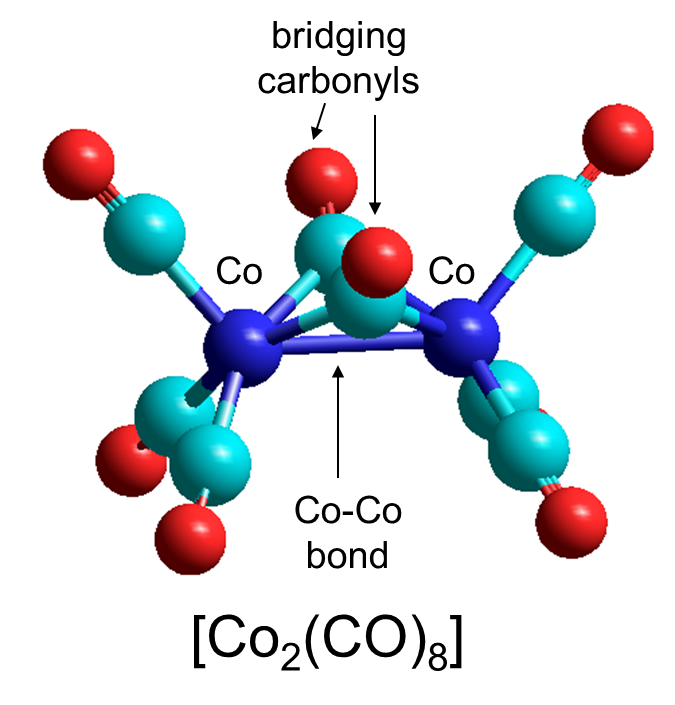 bridging
carbonyls
Co Co
Co-Co
bond
[Co₂(CO)₈]